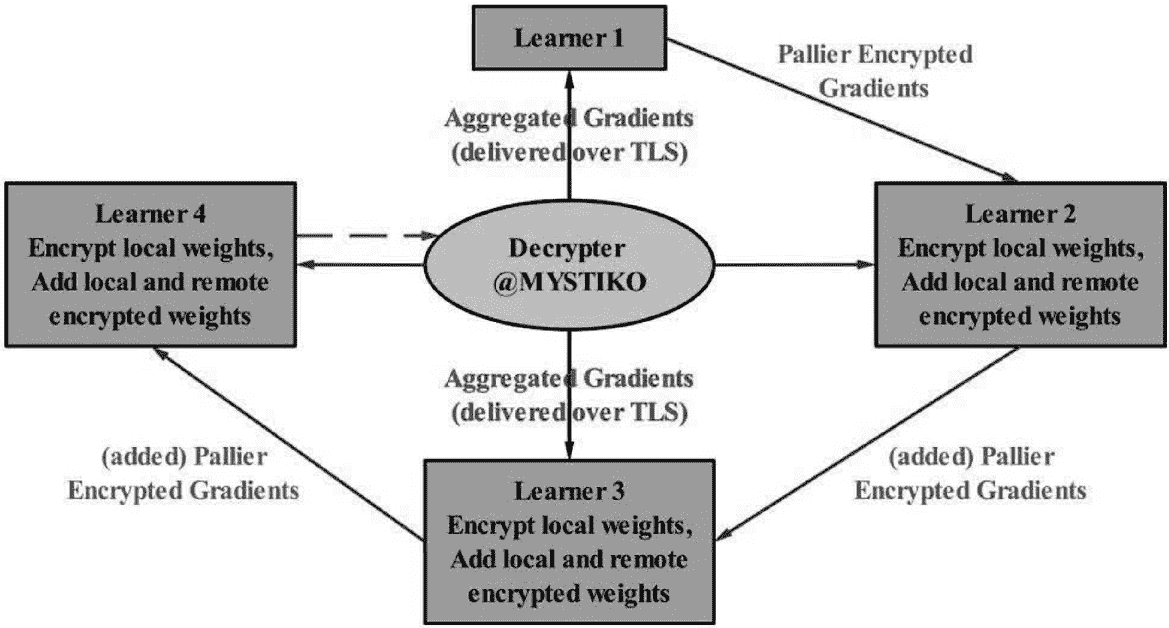 Learner 1
Pallier Encrypted
Gradients
Aggregated Gradients
(delivered over TLS)
Learner 4
Encrypt local weights,
Add local and remote
encrypted weights
Decrypter
@MYSTIKO
Learner 2
Encrypt local weights,
Add local and remote
encrypted weights
Aggregated Gradients
(delivered over TLS)
(added) Pallier
Encrypted Gradients
(added) Pallier
Encrypted Gradients
Learner 3
Encrypt local weights,
Add local and remote
encrypted weights